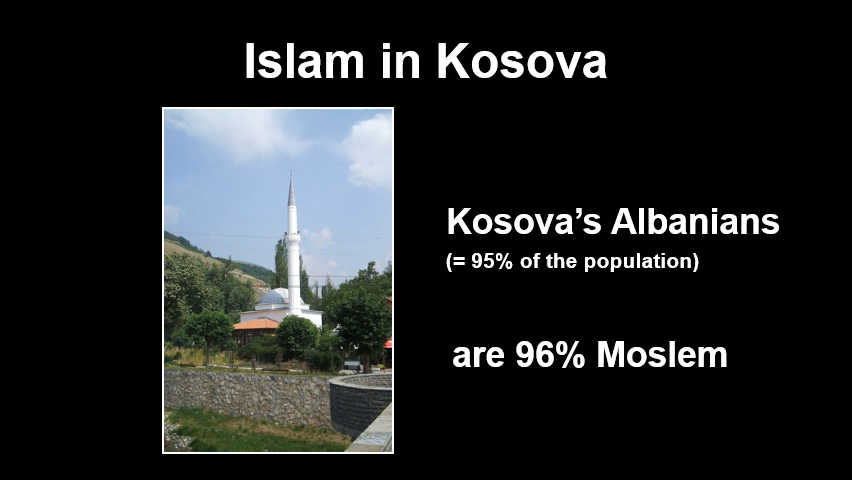 Islam in Kosova
Kosova’s Albanians
(= 95% of the population)
are 96% Moslem